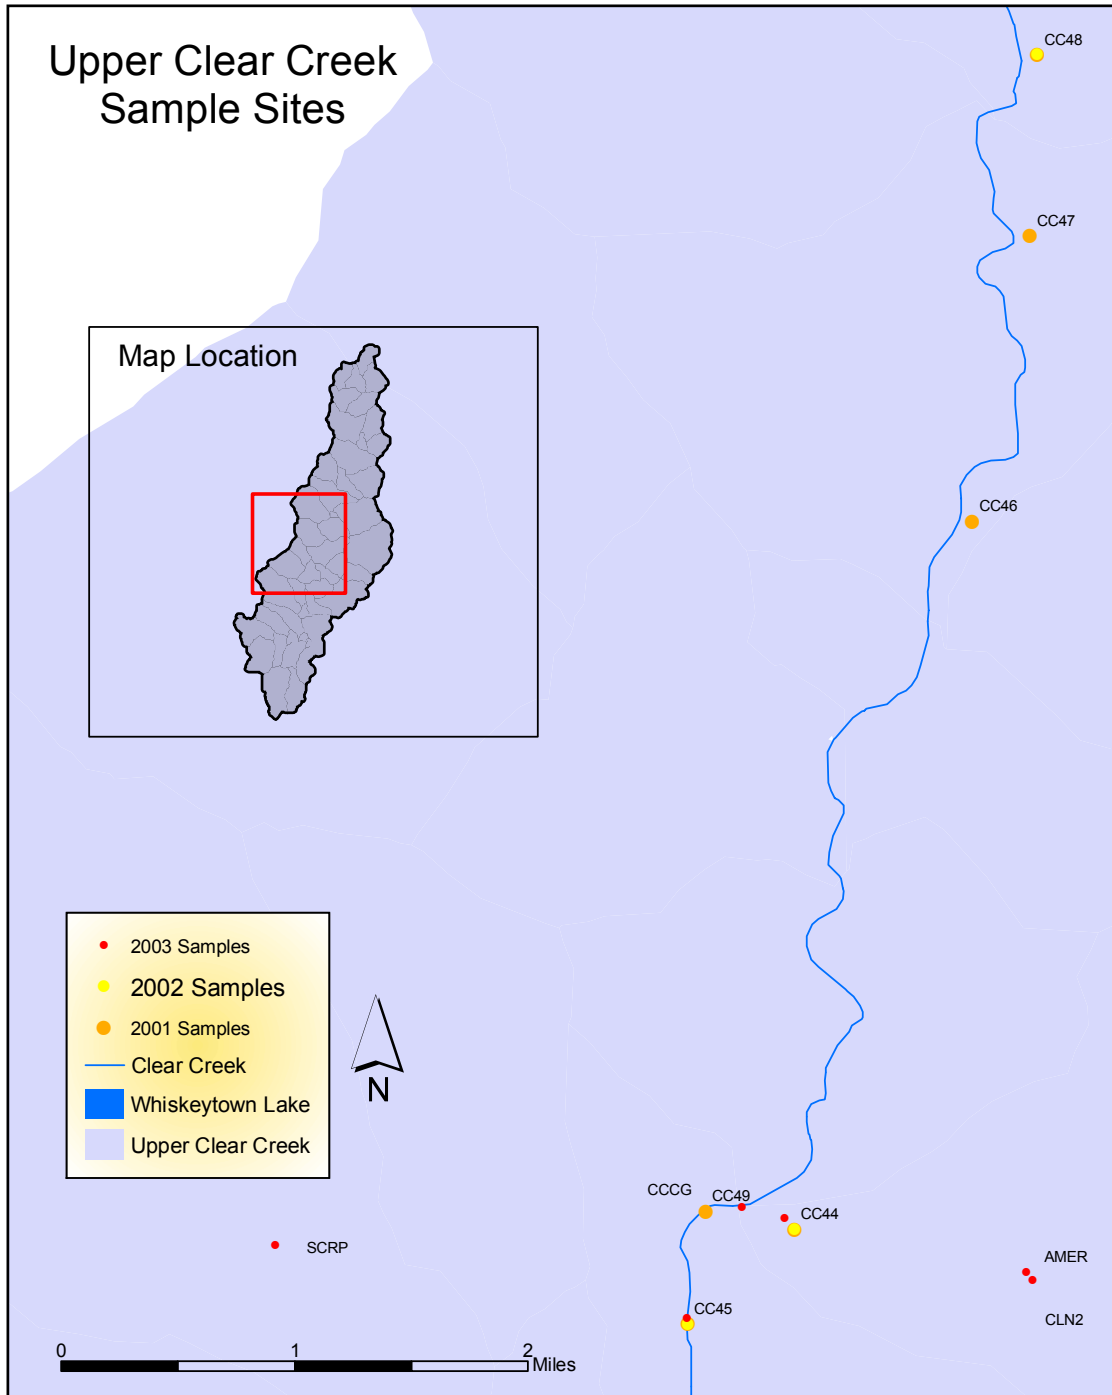 Upper Clear Creek
Sample Sites
CC48
CC47
Map Location
CC46
2003 Samples
2002 Samples
2001 Samples
Clear Creek
Whiskeytown Lake
Upper Clear Creek
N
CCCG
CC49
CC44
SCRP
AMER
CLN2
CC45
0
1
2
Miles